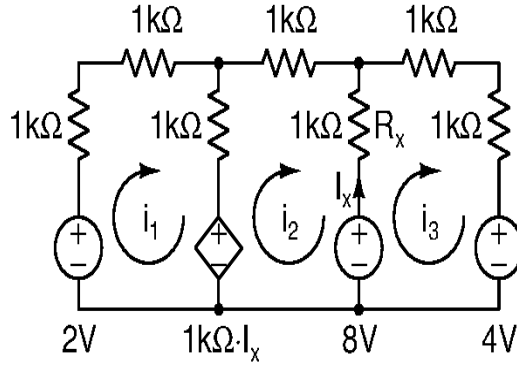 1kΩ 1kΩ 1kΩ
1kΩ 1kΩ 1kΩ Rx 1kΩ
Ix
+ + + +
i1 i2 i3
− − − −
2V 1kΩ·Ix 8V 4V